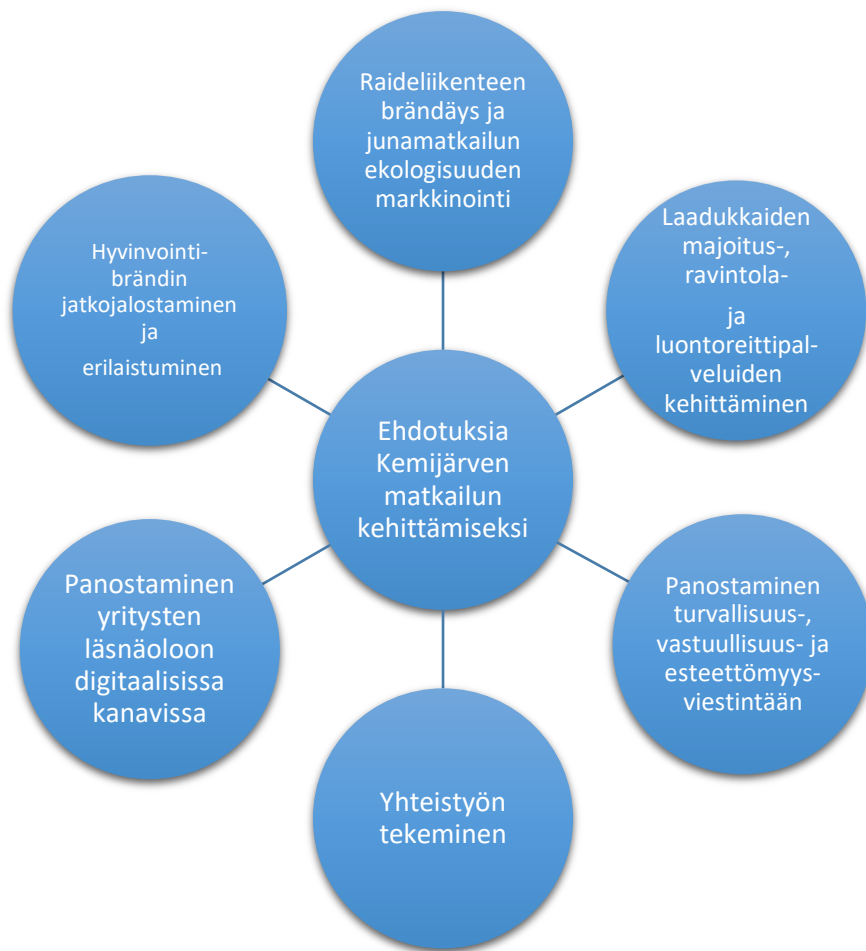 Raideliikenteen
brändäys ja
junamatkailun
ekologisuuden
markkinointi
Laadukkaiden
majoitus-,
ravintola-
ja
luontoreittipal-
veluiden
kehittäminen
Hyvinvointi-
brändin
jatkojalostaminen
ja
erilaistuminen
Ehdotuksia
Kemijärven
matkailun
kehittämiseksi
Panostaminen
yritysten
läsnäoloon
digitaalisissa
kanavissa
Panostaminen
turvallisuus-,
vastuullisuus- ja
esteettömyys-
viestintään
Yhteistyön
tekeminen